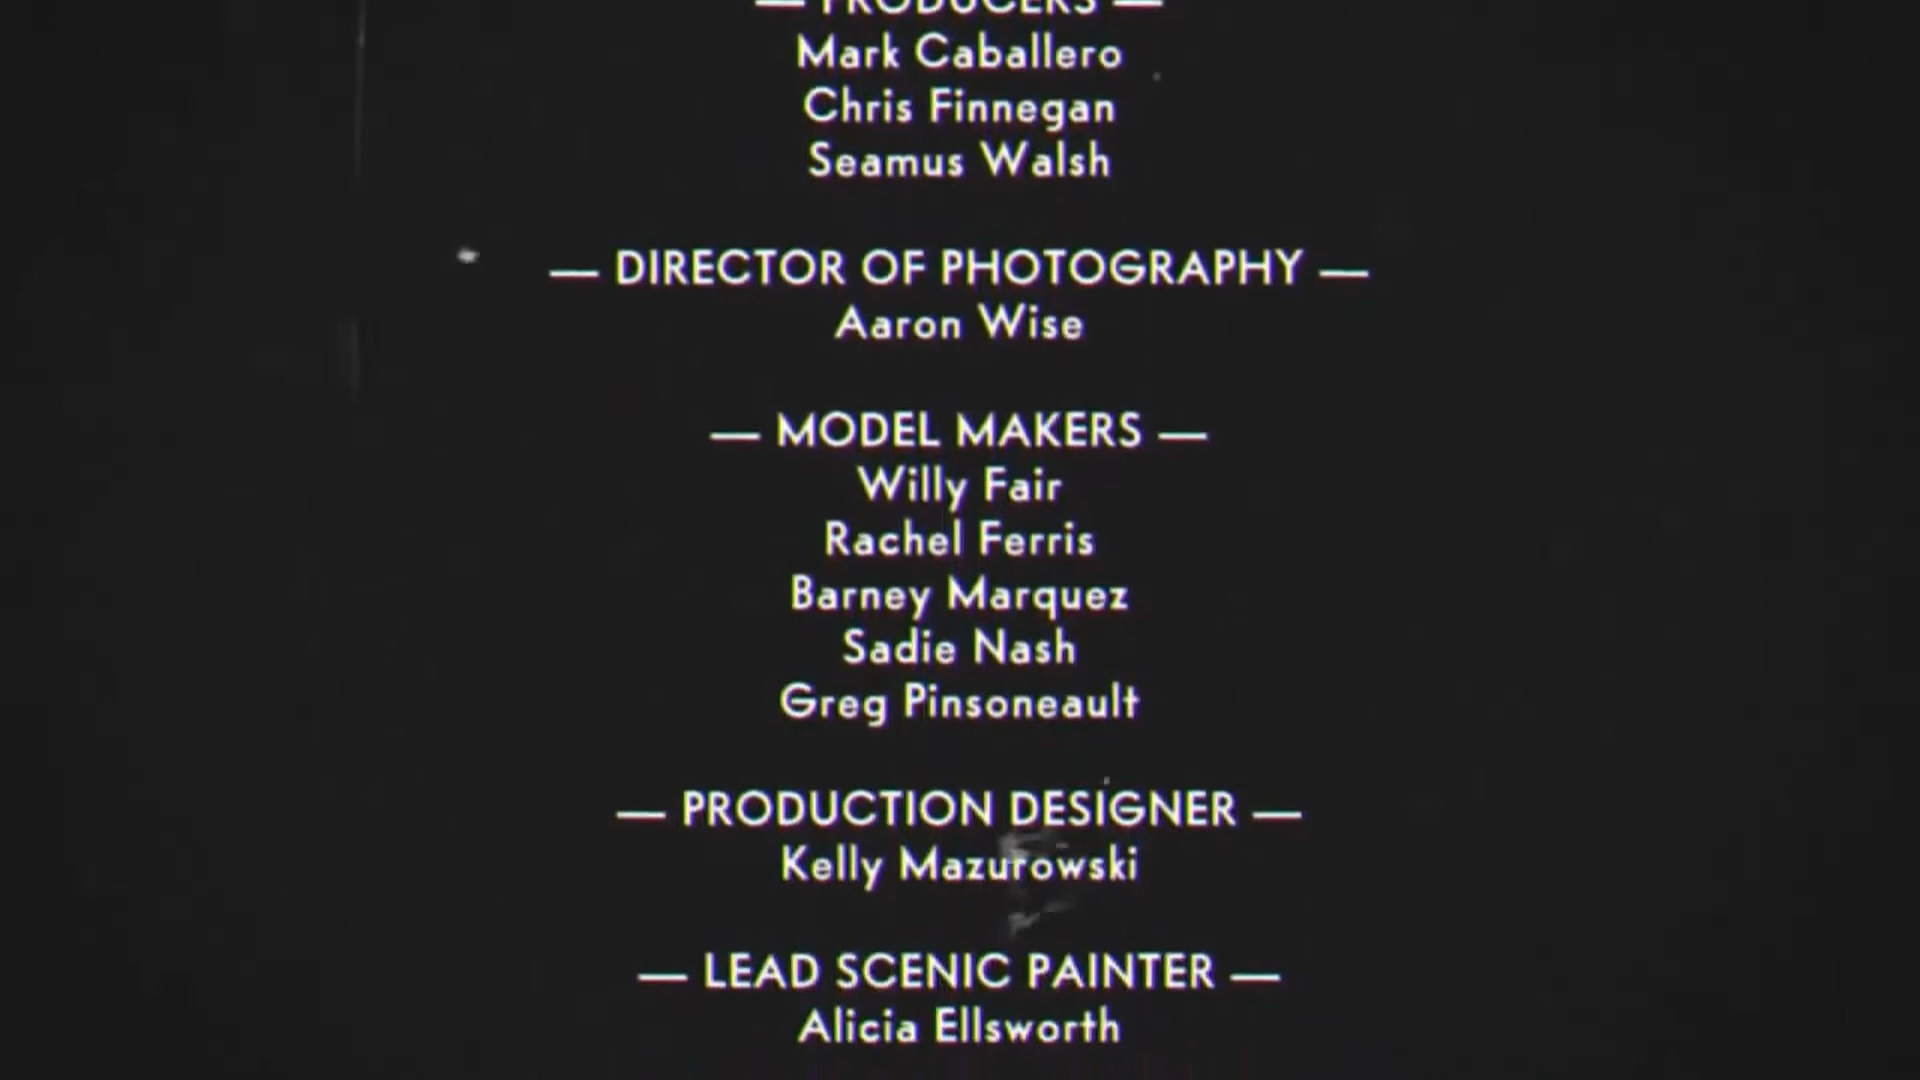 — PRODUCERS —
Mark Caballero
Chris Finnegan
Seamus Walsh
— DIRECTOR OF PHOTOGRAPHY —
Aaron Wise
— MODEL MAKERS —
Willy Fair
Rachel Ferris
Barney Marquez
Sadie Nash
Greg Pinsoneault
— PRODUCTION DESIGNER —
Kelly Mazurowski
— LEAD SCENIC PAINTER —
Alicia Ellsworth